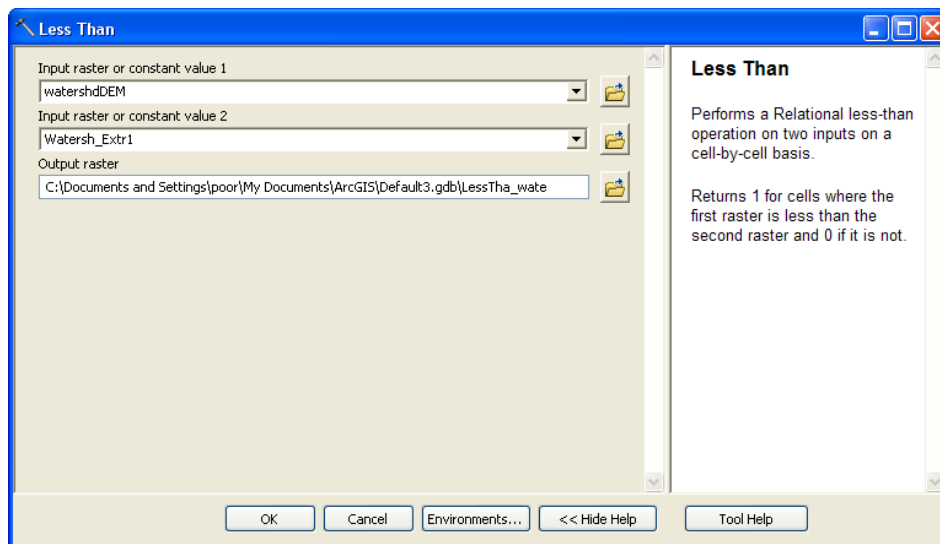 Less Than
Input raster or constant value 1
watershdDEM
Input raster or constant value 2
Watersh_Extr1
Output raster
C:\Documents and Settings\poor\My Documents\ArcGIS\Default3.gdb\LessTha_wate
OK
Cancel
Environments...
<< Hide Help
Less Than
Performs a Relational less-than
operation on two inputs on a
cell-by-cell basis.
Returns 1 for cells where the
first raster is less than the
second raster and 0 if it is not.
Tool Help